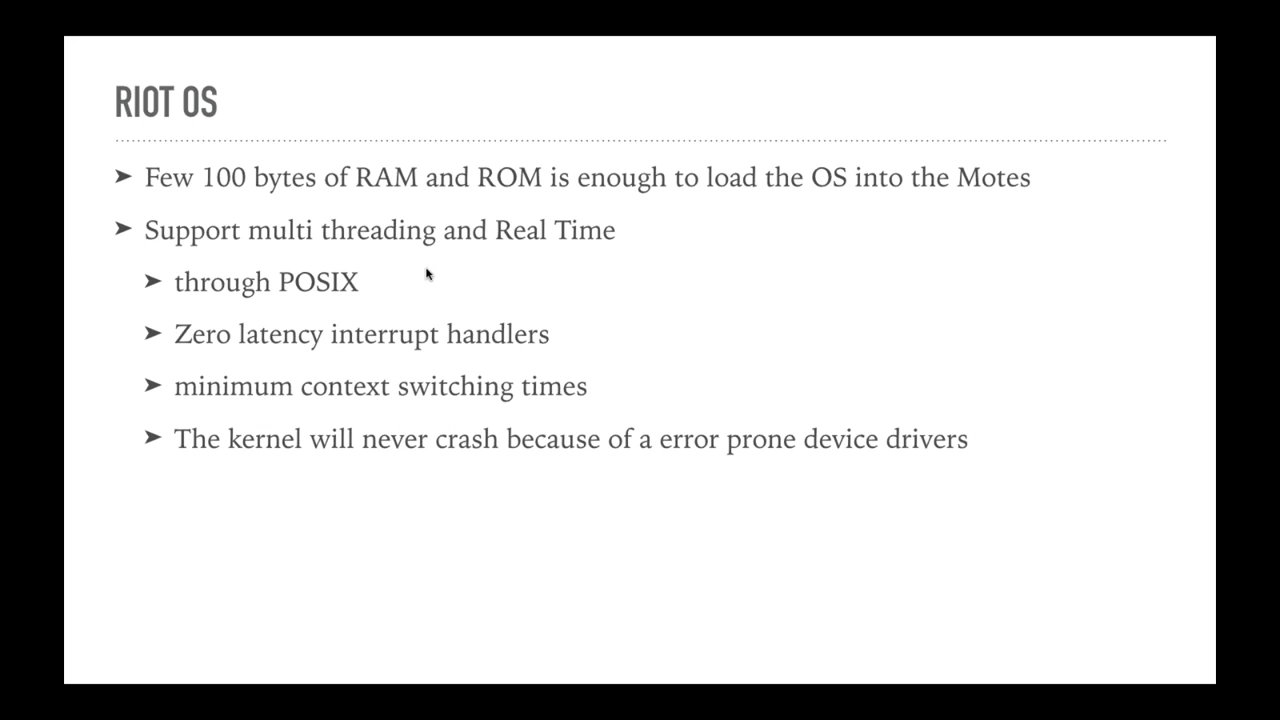 RIOT OS
➤ Few 100 bytes of RAM and ROM is enough to load the OS into the Motes
➤ Support multi threading and Real Time
➤ through POSIX
➤ Zero latency interrupt handlers
➤ minimum context switching times
➤ The kernel will never crash because of a error prone device drivers